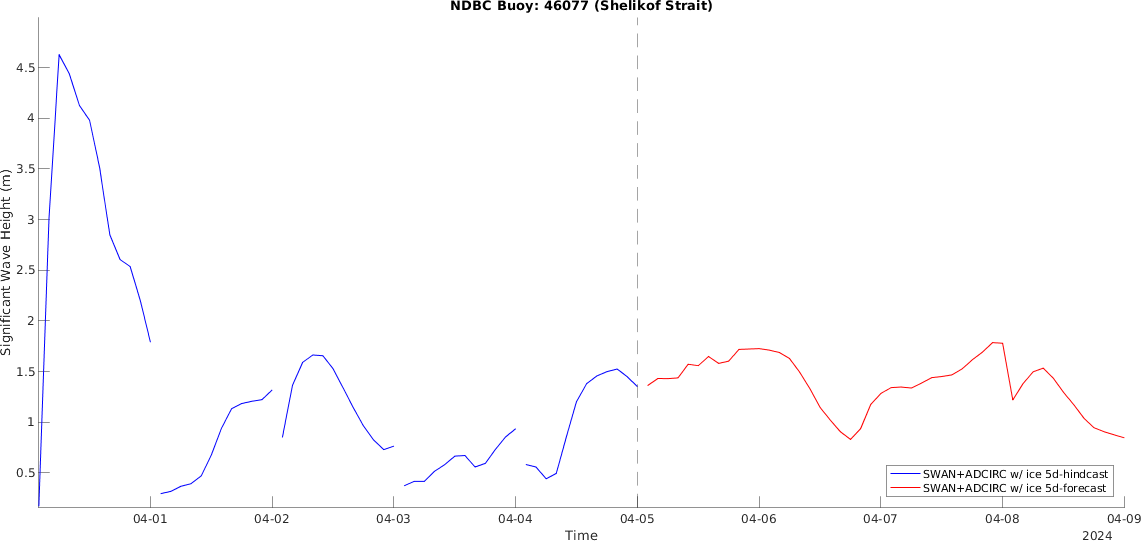 NDBC Buoy: 46077 (Shelikof Strait)
Significant Wave Height (m)
4.5
4
3.5
3
2.5
2
1.5
1
0.5
SWAN+ADCIRC w/ ice 5d-hindcast
SWAN+ADCIRC w/ ice 5d-forecast
04-01 04-02 04-03 04-04 04-05 04-06 04-07 04-08 04-09
Time
2024